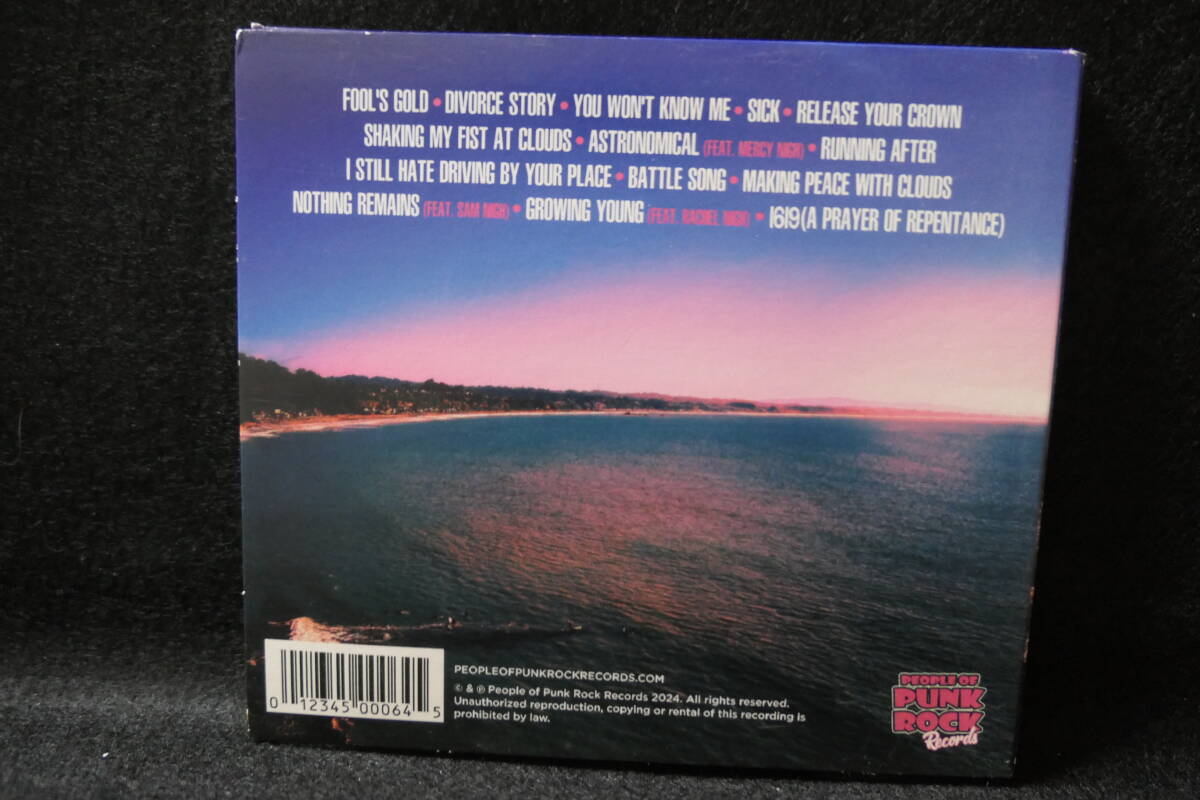 FOOL'S GOLD • DIVORCE STORY • YOU WON'T KNOW ME • SICK • RELEASE YOUR CROWN
SHAKING MY FIST AT CLOUDS • ASTRONOMICAL (FEAT. MERCY NIGH) • RUNNING AFTER
I STILL HATE DRIVING BY YOUR PLACE • BATTLE SONG • MAKING PEACE WITH CLOUDS
NOTHING REMAINS (FEAT. SAM NIGH) • GROWING YOUNG (FEAT. RACHEL NIGH) • 1619(A PRAYER OF REPENTANCE)
0 12345 00064 5
PEOPLEOFPUNKROCKRECORDS.COM
© & ℗ People of Punk Rock Records 2024. All rights reserved.
Unauthorized reproduction, copying or rental of this recording is
prohibited by law.
PEOPLE OF
PUNK
ROCK
Records